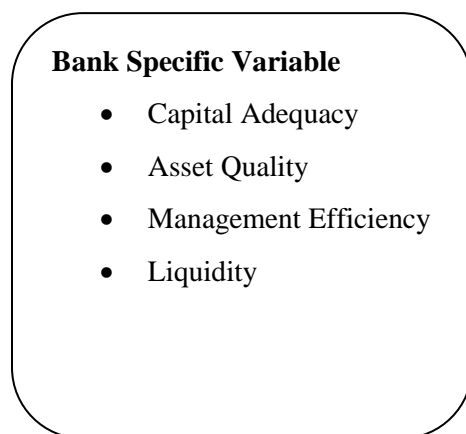 Bank Specific Variable
• Capital Adequacy
• Asset Quality
• Management Efficiency
• Liquidity